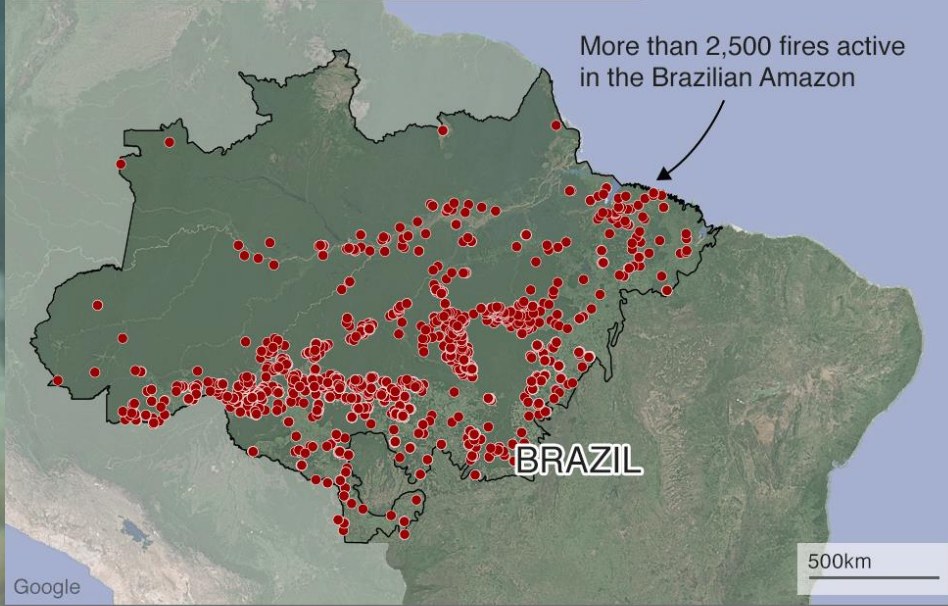 More than 2,500 fires active
in the Brazilian Amazon
BRAZIL
500km
Google